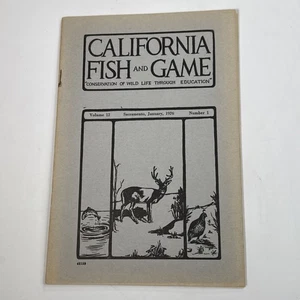 CALIFORNIA
FISH AND GAME
"CONSERVATION OF WILD LIFE THROUGH EDUCATION"
Volume 12 Sacramento, January, 1926 Number 1